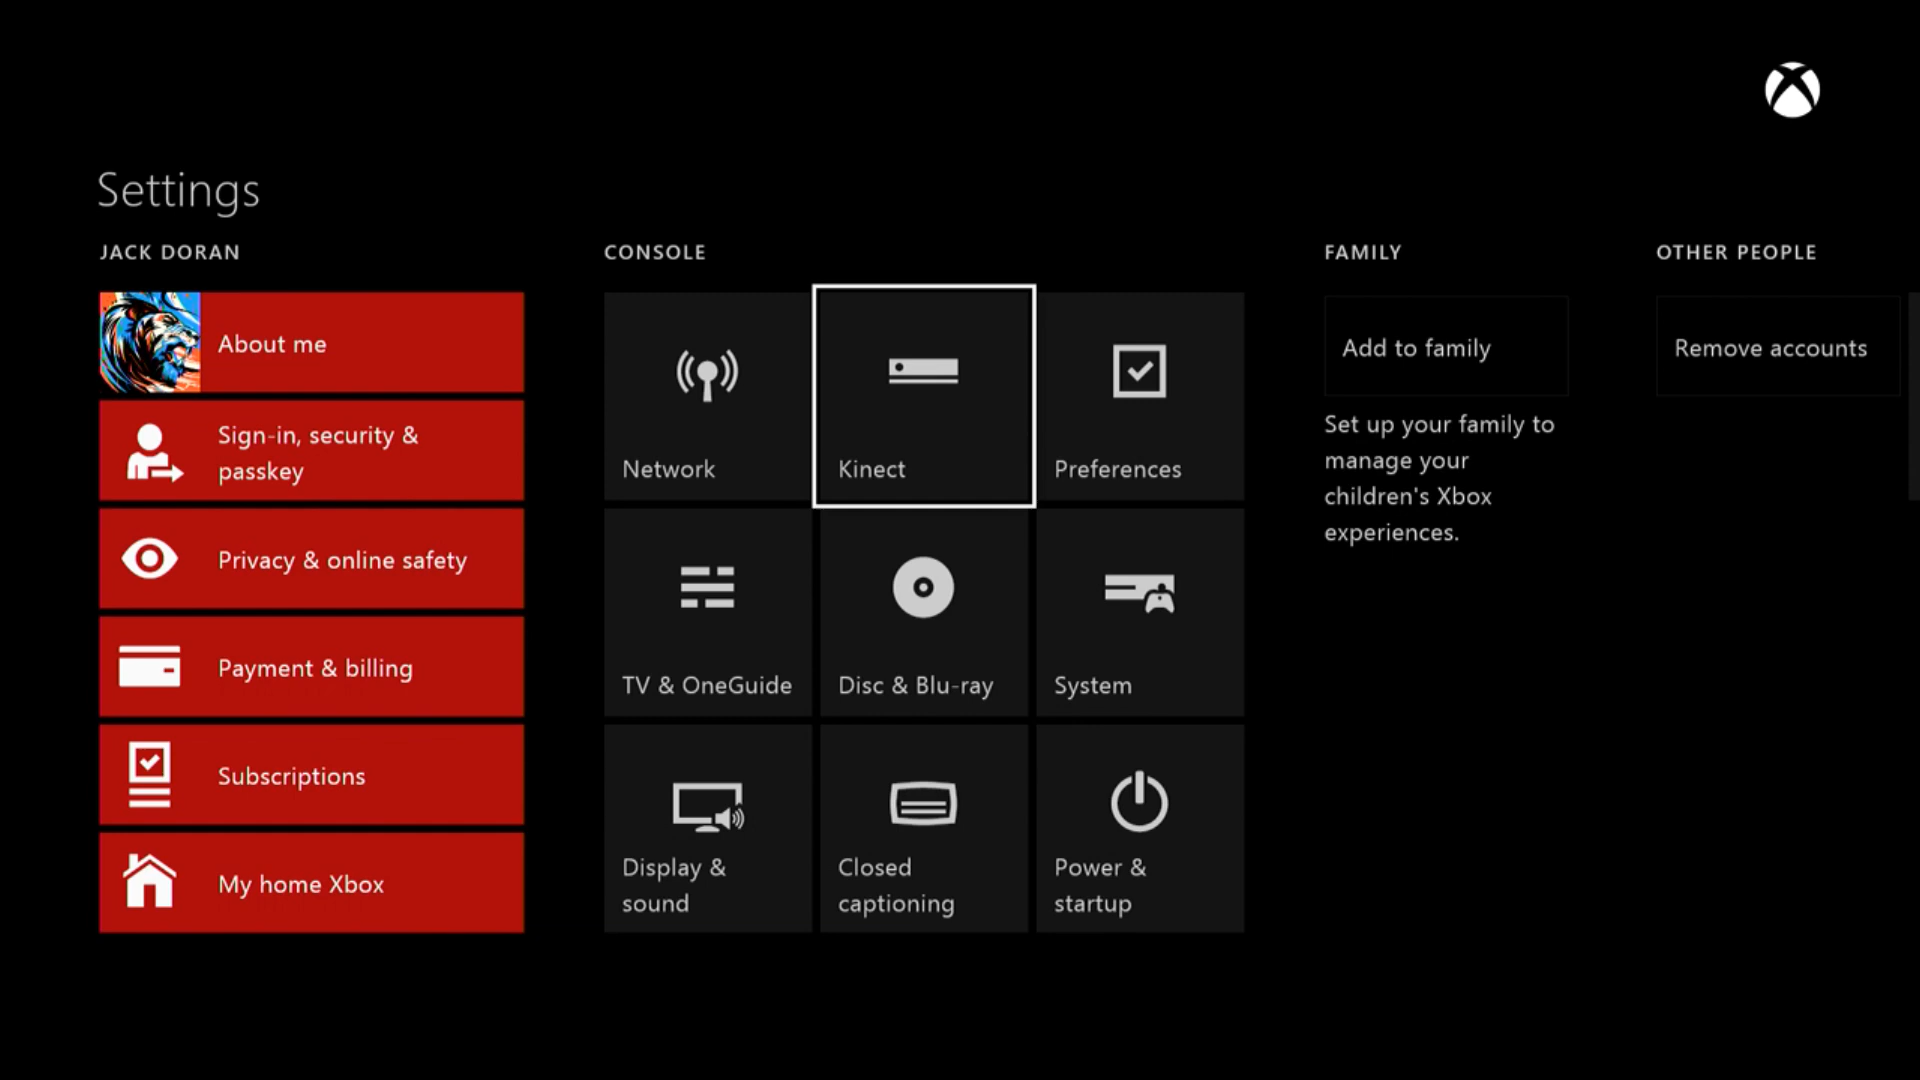 Settings
JACK DORAN
About me
Sign-in, security &
passkey
Privacy & online safety
Payment & billing
Subscriptions
My home Xbox
CONSOLE
Network
Kinect
Preferences
TV & OneGuide
Disc & Blu-ray
System
Display &
sound
Closed
captioning
Power &
startup
FAMILY
Add to family
Set up your family to
manage your
children's Xbox
experiences.
OTHER PEOPLE
Remove accounts